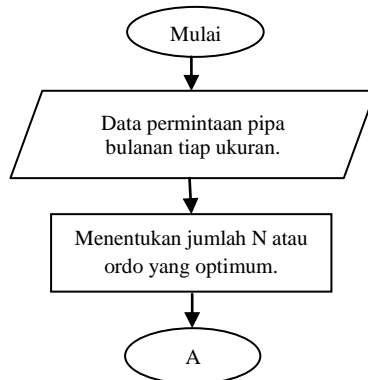 Mulai
Data permintaan pipa
bulanan tiap ukuran.
Menentukan jumlah N atau
ordo yang optimum.
A